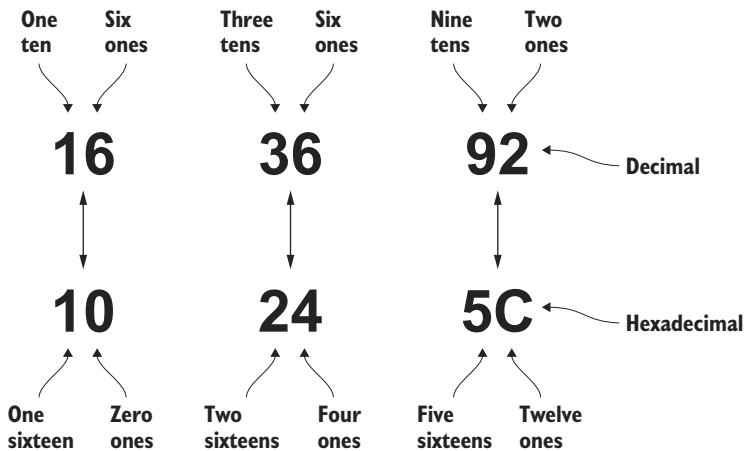 One Six Three Six Nine Two
ten ones tens ones tens ones
16 36 92
Decimal
10 24 5C
Hexadecimal
One Zero Two Four Five Twelve
sixteen ones sixteens ones sixteens ones